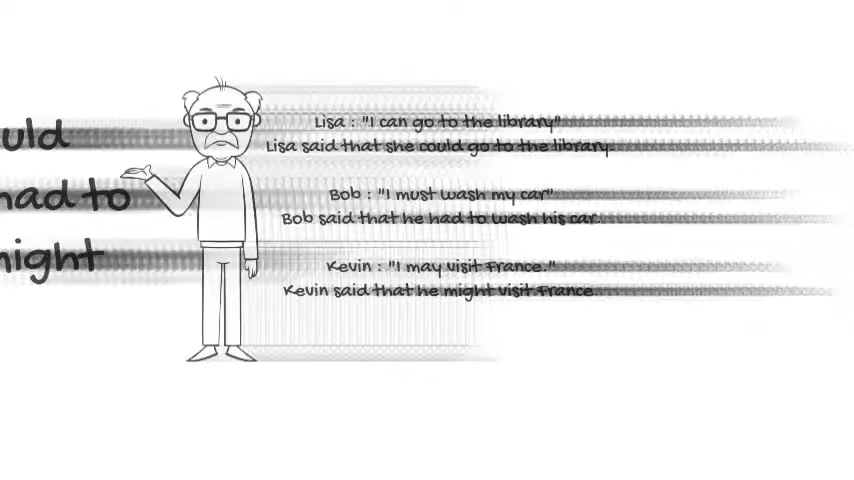 uld
had to
might
Lisa : "I can go to the library"
Lisa said that she could go to the library.
Bob : "I must wash my car"
Bob said that he had to wash his car.
Kevin : "I may visit France."
Kevin said that he might visit France.